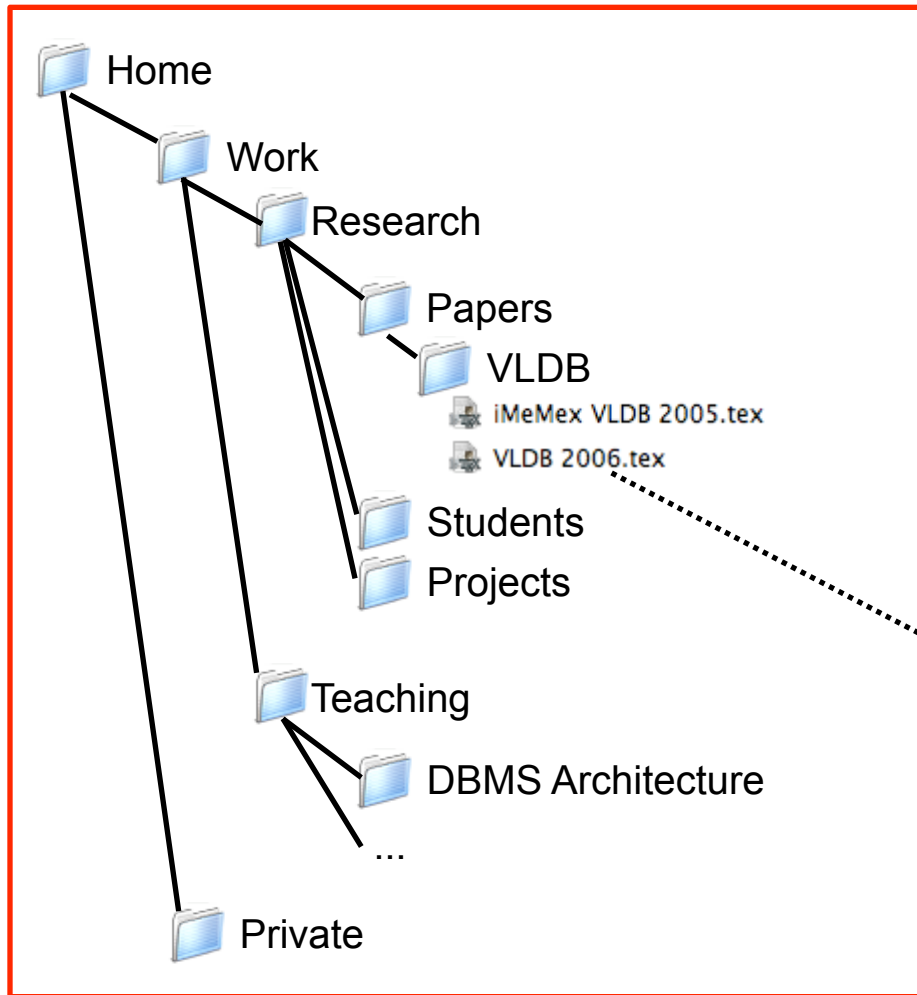 Home
Work
Research
Papers
VLDB
iMeMex VLDB 2005.tex
VLDB 2006.tex
Students
Projects
Teaching
DBMS Architecture
...
Private